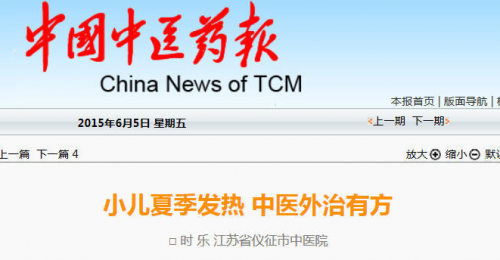 中国中医药报
China News of TCM
本报首页 | 版面导航 |
2015年6月5日 星期五
上一期 下一期
上一篇 下一篇 4
放大 缩小 默
小儿夏季发热 中医外治有方
□ 时 乐 江苏省仪征市中医院